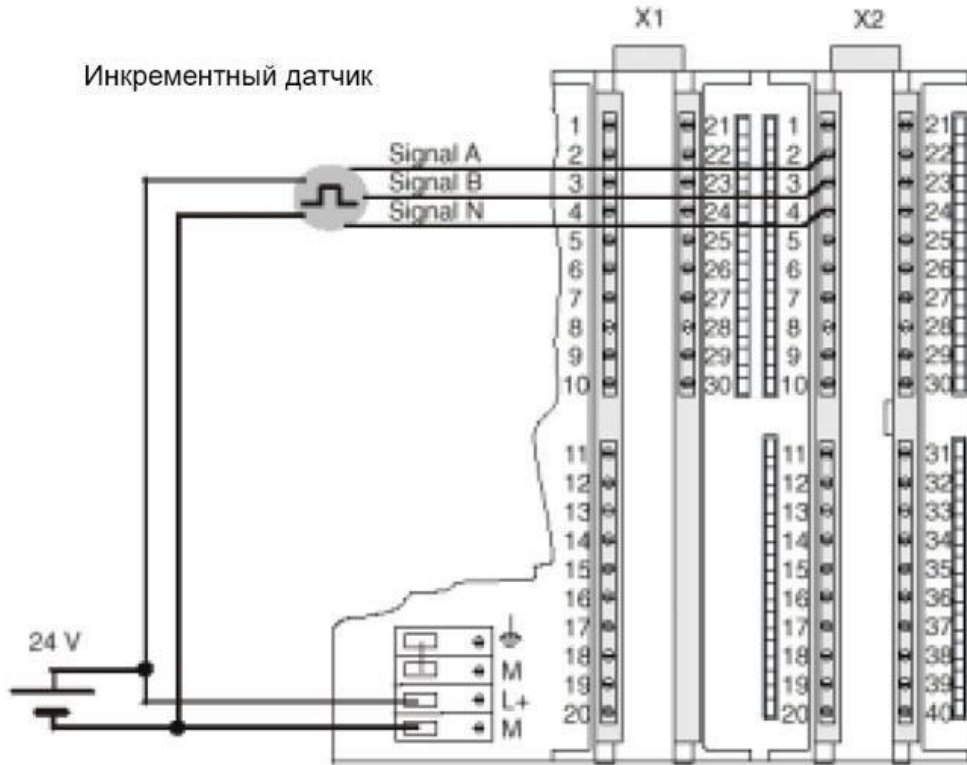 X1 X2
Инкрементный датчик
1 21 1 21
Signal A 2 22 2 22
Signal B 3 23 3 23
Signal N 4 24 4 24
5 25 5 25
6 26 6 26
7 27 7 27
8 28 8 28
9 29 9 29
10 30 10 30
11 11 31
12 12 32
13 13 33
14 14 34
15 15 35
16 16 36
17 17 37
24 V 18 18 38
M 19 19 39
L+ 20 20 40
M